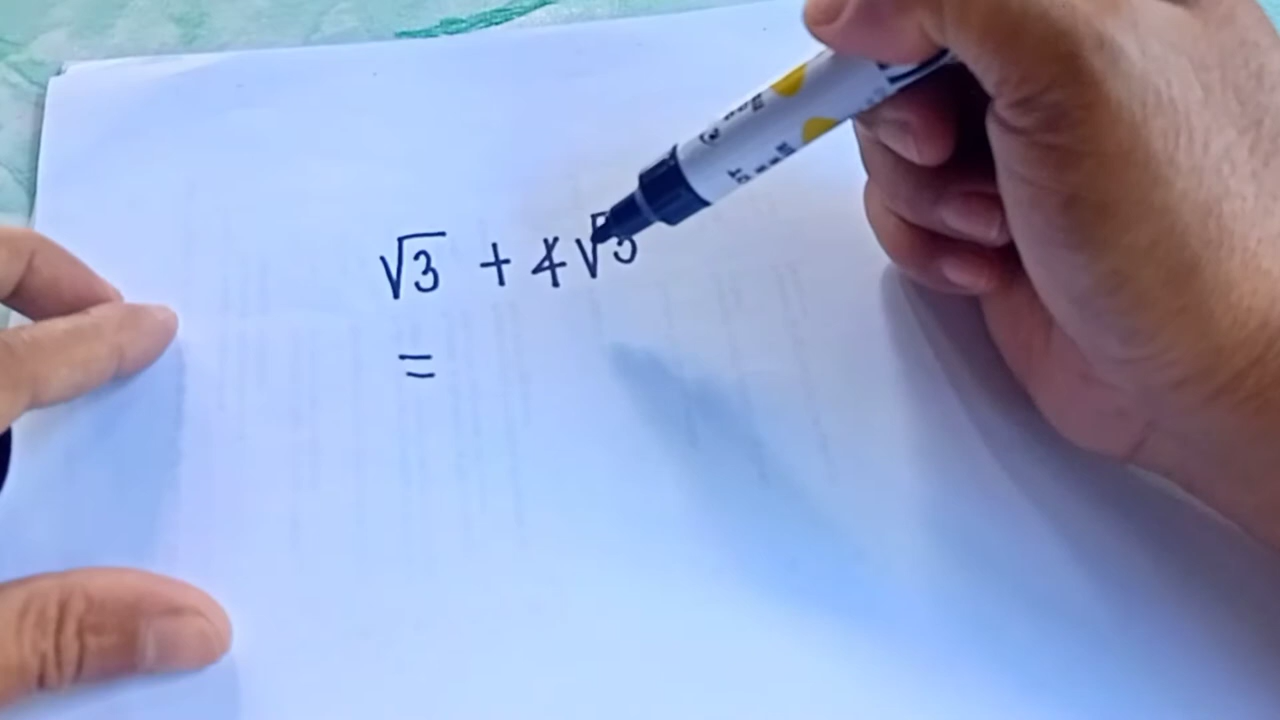 √3 + 4√3
=